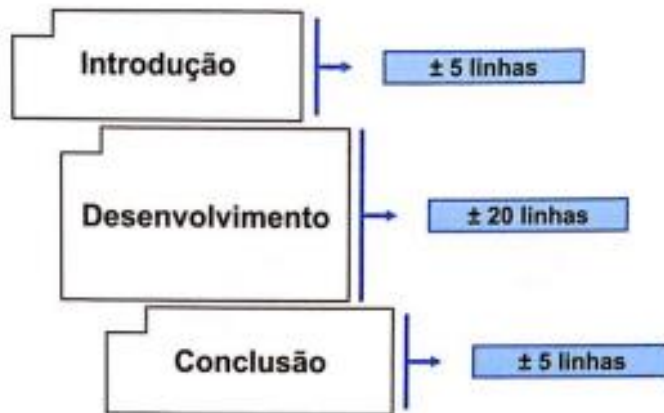 Introdução
± 5 linhas
Desenvolvimento
± 20 linhas
Conclusão
± 5 linhas